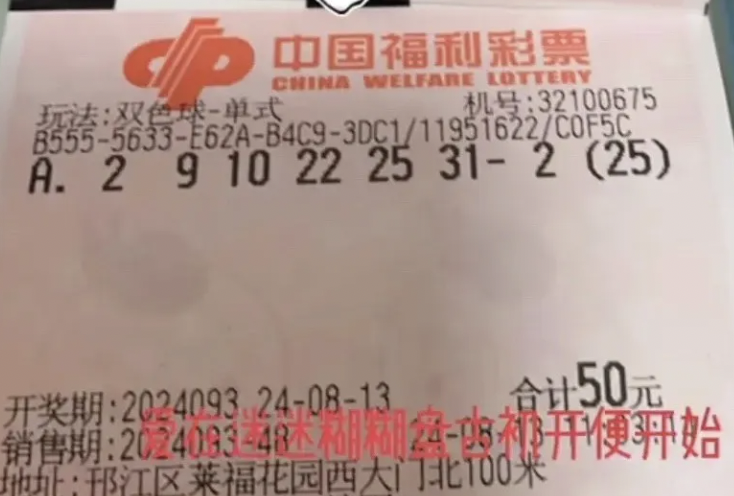 中国福利彩票
CHINA WELFARE LOTTERY
玩法:双色球-单式 机号:32100675
B555-5633-E62A-B4C9-3DC1/11951622/C0F5C
A. 2 9 10 22 25 31- 2 (25)
开奖期:2024093 24-08-13 合计50元
销售期:2024093-48
爱在迷迷糊糊盘古初开便开始
地址:邗江区莱福花园西大门北100米